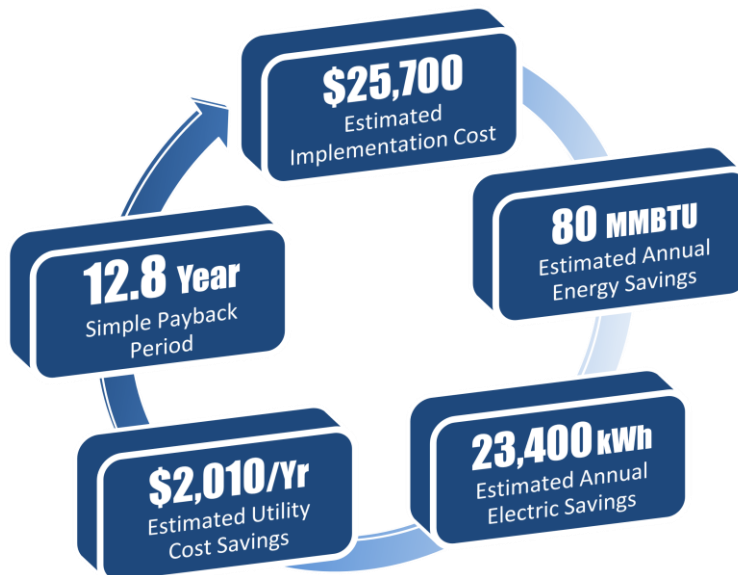 $25,700
Estimated
Implementation Cost
80 MMBTU
Estimated Annual
Energy Savings
23,400 kWh
Estimated Annual
Electric Savings
$2,010/Yr
Estimated Utility
Cost Savings
12.8 Year
Simple Payback
Period